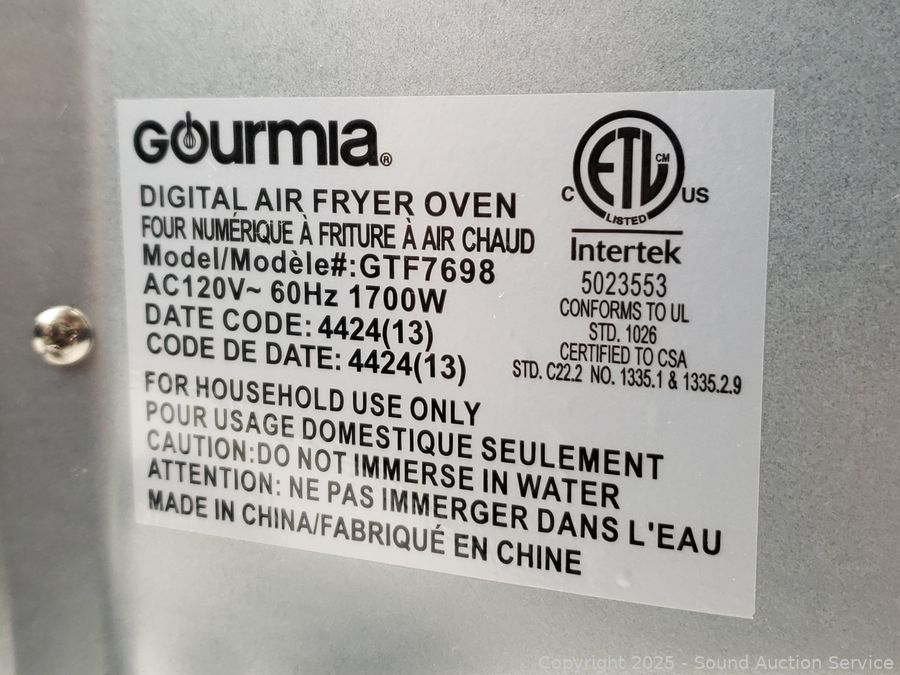 GOURMIA®
DIGITAL AIR FRYER OVEN
FOUR NUMÉRIQUE À FRITURE À AIR CHAUD
Model/Modèle#:GTF7698
AC120V~ 60Hz 1700W
DATE CODE: 4424(13)
CODE DE DATE: 4424(13)
FOR HOUSEHOLD USE ONLY
POUR USAGE DOMESTIQUE SEULEMENT
CAUTION:DO NOT IMMERSE IN WATER
ATTENTION: NE PAS IMMERGER DANS L'EAU
MADE IN CHINA/FABRIQUÉ EN CHINE
ETL CM
C US
LISTED
Intertek
5023553
CONFORMS TO UL
STD. 1026
CERTIFIED TO CSA
STD. C22.2 NO. 1335.1 & 1335.2.9
Copyright 2025 - Sound Auction Service